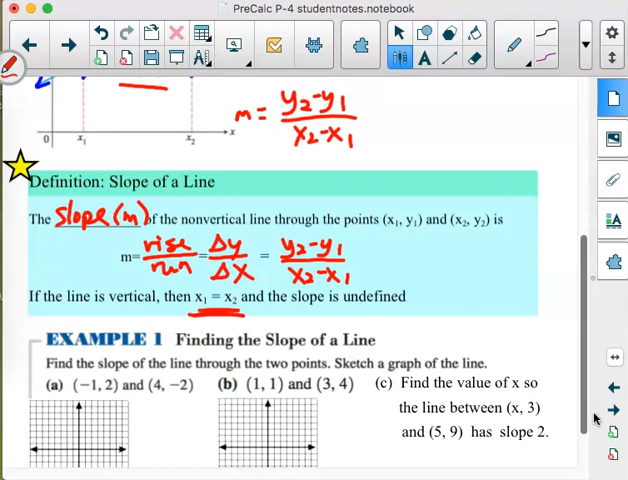 PreCalc P-4 studentnotes.notebook
m = y₂-y₁ / x₂-x₁
0 x₁ x₂ x
Definition: Slope of a Line
The slope (m) of the nonvertical line through the points (x₁, y₁) and (x₂, y₂) is
m= rise/run = Δy/Δx = y₂-y₁ / x₂-x₁
If the line is vertical, then x₁ = x₂ and the slope is undefined
EXAMPLE 1 Finding the Slope of a Line
Find the slope of the line through the two points. Sketch a graph of the line.
(a) (−1, 2) and (4, −2) (b) (1, 1) and (3, 4) (c) Find the value of x so
the line between (x, 3)
and (5, 9) has slope 2.